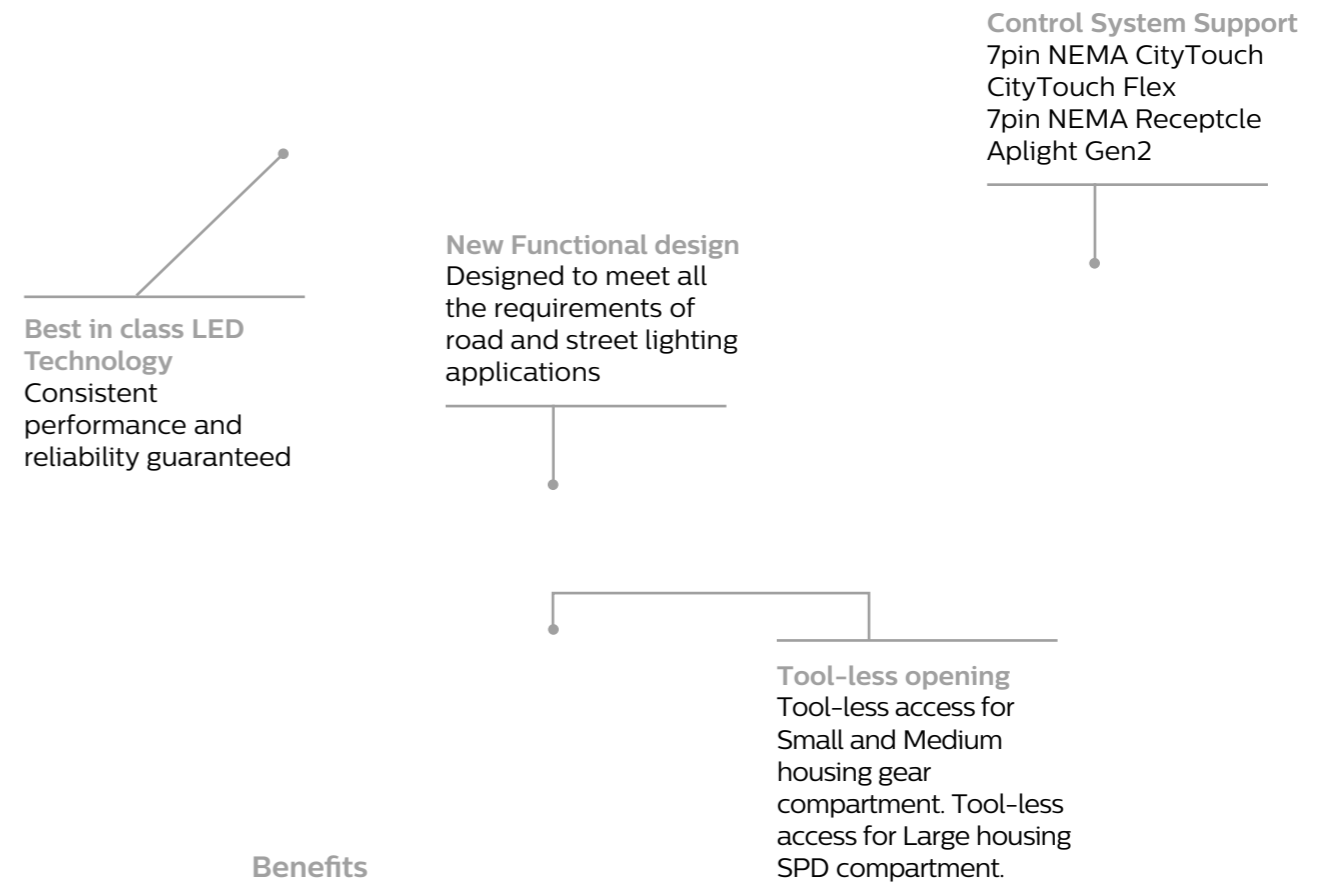 Control System Support
7pin NEMA CityTouch
CityTouch Flex
7pin NEMA Receptcle
Aplight Gen2
New Functional design
Designed to meet all
the requirements of
road and street lighting
applications
Best in class LED
Technology
Consistent
performance and
reliability guaranteed
Tool-less opening
Tool-less access for
Small and Medium
housing gear
compartment. Tool-less
access for Large housing
SPD compartment.
Benefits